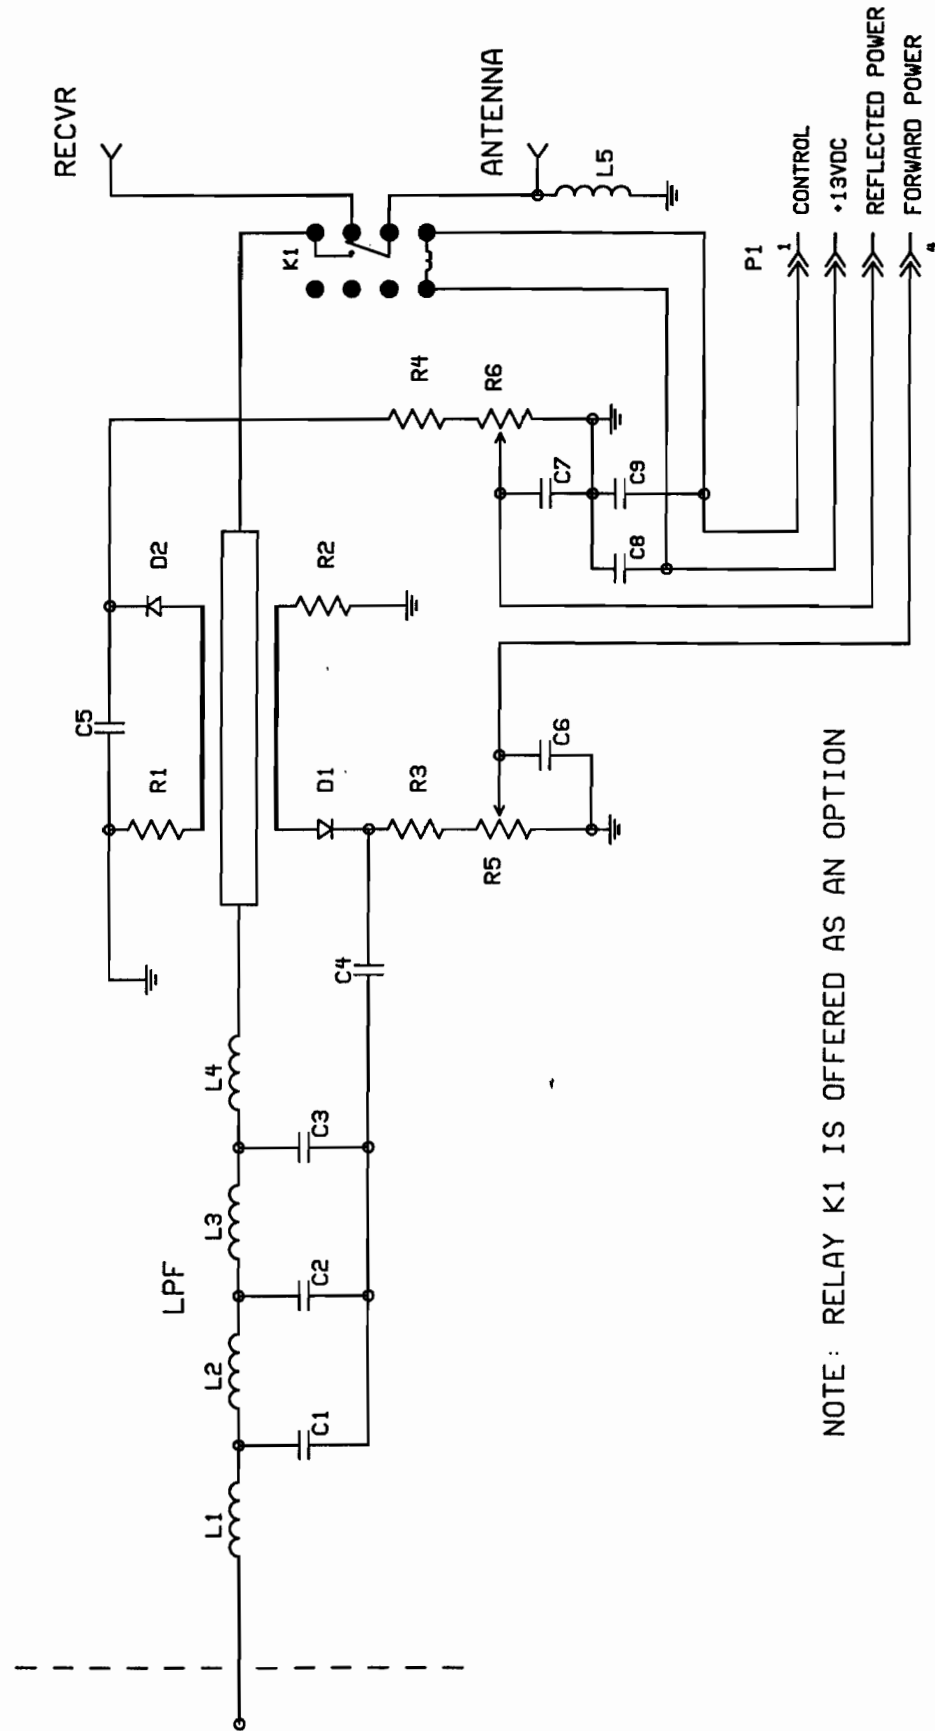 RECVR
ANTENNA
L5
K1
P1
1
CONTROL
+13VDC
REFLECTED POWER
FORWARD POWER
4
R4
R6
C7
C9
C8
D2
R2
C5
R1
D1
R3
R5
C6
C4
L4
C3
L3
C2
LPF
L2
C1
L1
NOTE: RELAY K1 IS OFFERED AS AN OPTION